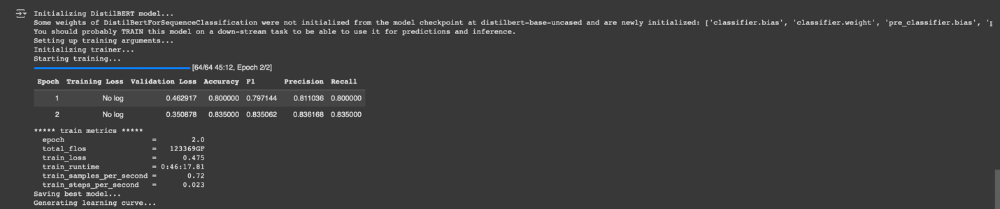 Initializing DistilBERT model...
Some weights of DistilBertForSequenceClassification were not initialized from the model checkpoint at distilbert-base-uncased and are newly initialized: ['classifier.bias', 'classifier.weight', 'pre_classifier.bias', '
You should probably TRAIN this model on a down-stream task to be able to use it for predictions and inference.
Setting up training arguments...
Initializing trainer...
Starting training...
[64/64 45:12, Epoch 2/2]
Epoch Training Loss Validation Loss Accuracy F1 Precision Recall
1 No log 0.462917 0.800000 0.797144 0.811036 0.800000
2 No log 0.350878 0.835000 0.835062 0.836168 0.835000
***** train metrics *****
epoch = 2.0
total_flos = 123369GF
train_loss = 0.475
train_runtime = 0:46:17.81
train_samples_per_second = 0.72
train_steps_per_second = 0.023
Saving best model...
Generating learning curve...